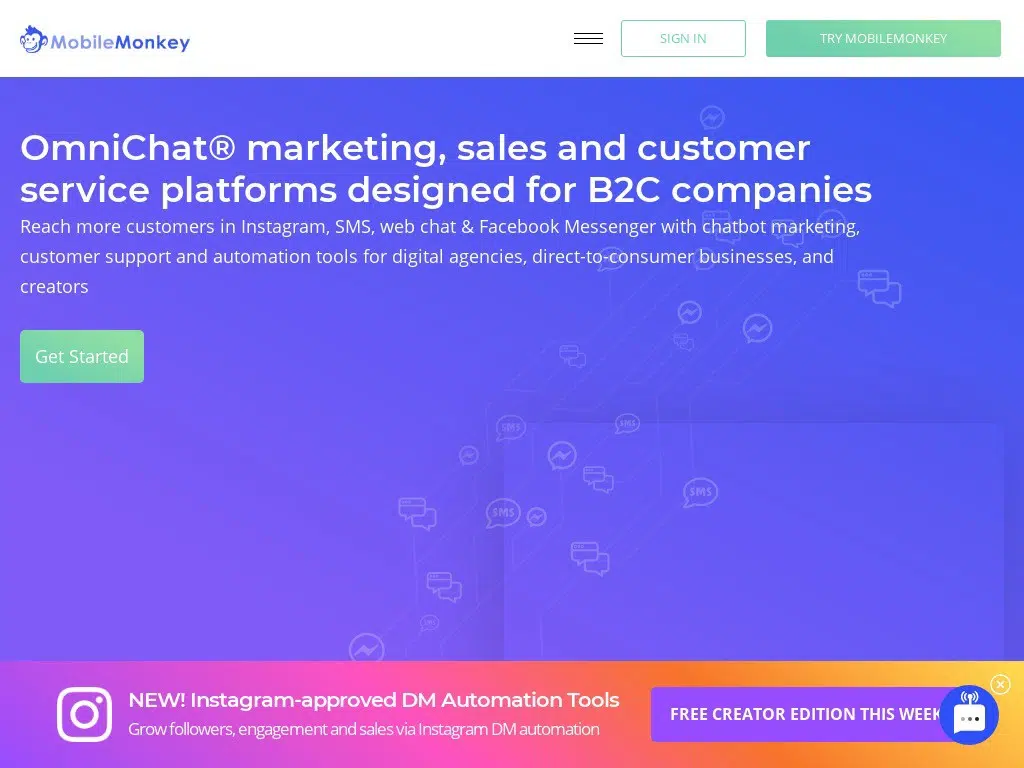 MobileMonkey
SIGN IN
TRY MOBILEMONKEY
OmniChat® marketing, sales and customer
service platforms designed for B2C companies
Reach more customers in Instagram, SMS, web chat & Facebook Messenger with chatbot marketing,
customer support and automation tools for digital agencies, direct-to-consumer businesses, and
creators
Get Started
SMS
SMS
SMS
SMS
SMS
NEW! Instagram-approved DM Automation Tools
Grow followers, engagement and sales via Instagram DM automation
FREE CREATOR EDITION THIS WEEK